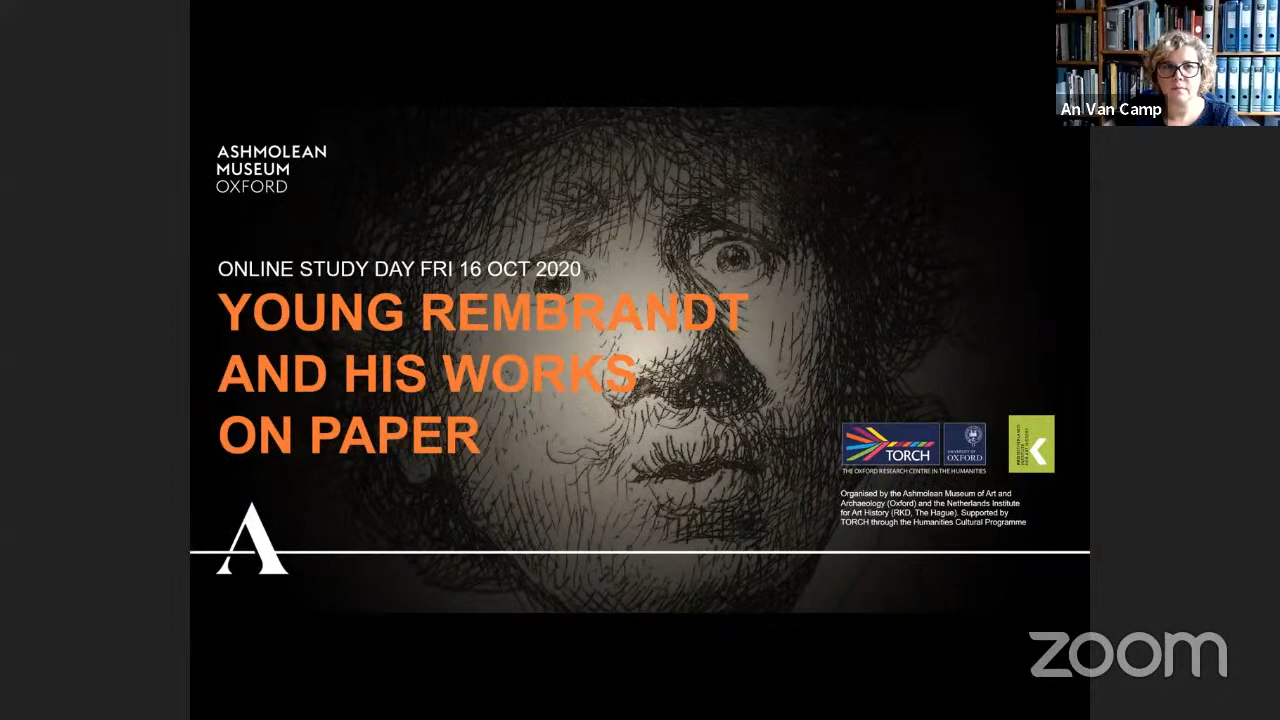 An Van Camp
ASHMOLEAN
MUSEUM
OXFORD
ONLINE STUDY DAY FRI 16 OCT 2020
YOUNG REMBRANDT
AND HIS WORKS
ON PAPER
TORCH
UNIVERSITY OF
OXFORD
THE OXFORD RESEARCH CENTRE IN THE HUMANITIES
Organised by the Ashmolean Museum of Art and
Archaeology (Oxford) and the Netherlands Institute
for Art History (RKD, The Hague). Supported by
TORCH through the Humanities Cultural Programme
A
zoom